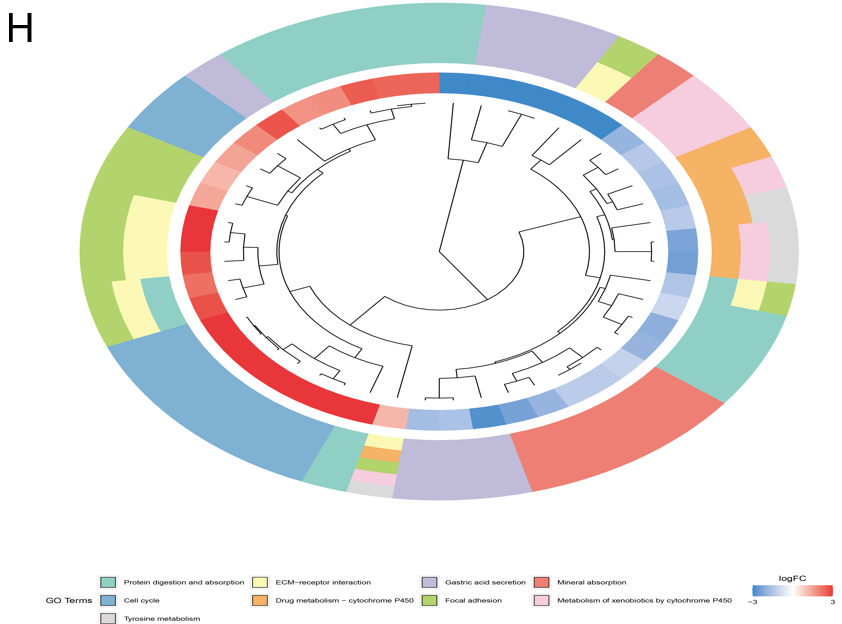 H
Protein digestion and absorption ECM−receptor interaction Gastric acid secretion Mineral absorption
GO Terms Cell cycle Drug metabolism − cytochrome P450 Focal adhesion Metabolism of xenobiotics by cytochrome P450
Tyrosine metabolism
logFC
−3 3